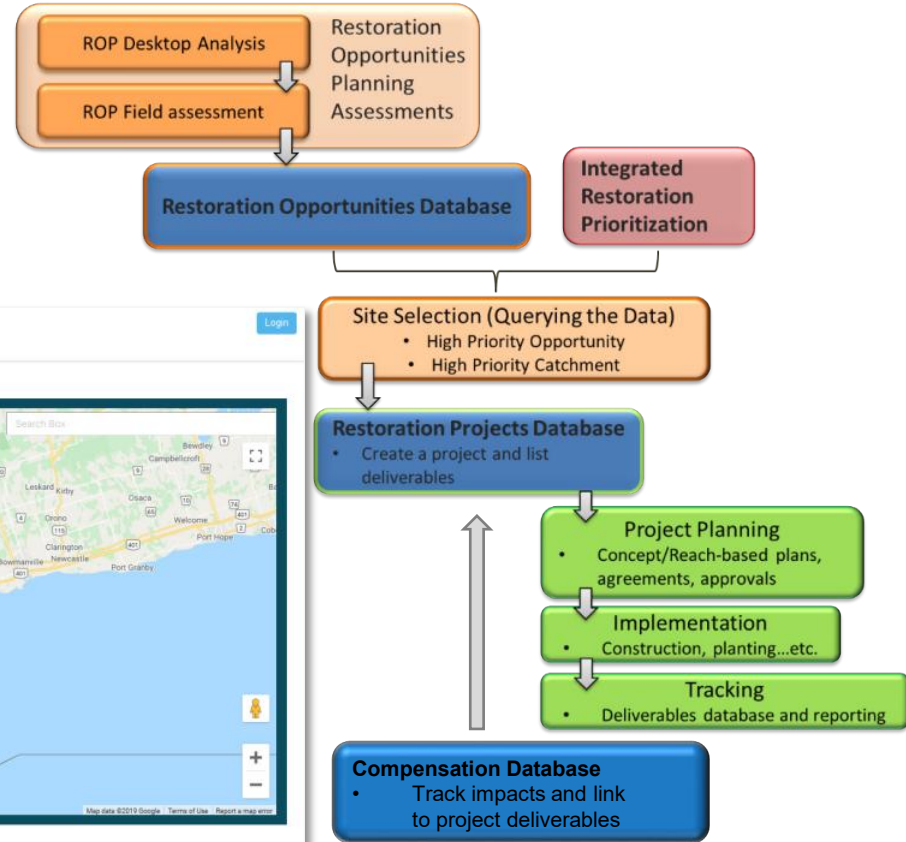 ROP Desktop Analysis
ROP Field assessment
Restoration
Opportunities
Planning
Assessments
Restoration Opportunities Database
Integrated
Restoration
Prioritization
Site Selection (Querying the Data)
• High Priority Opportunity
• High Priority Catchment
Restoration Projects Database
• Create a project and list
deliverables
Project Planning
• Concept/Reach-based plans,
agreements, approvals
Implementation
• Construction, planting...etc.
Tracking
• Deliverables database and reporting
Compensation Database
• Track impacts and link
to project deliverables
Login
Search Box
Bewdley
Campbellcroft
Leskard
Kirby
Osaca
Orono
Welcome
Clarington
Port Hope
Newcastle
Port Granby
Map data ©2019 Google
Terms of Use
Report a map error